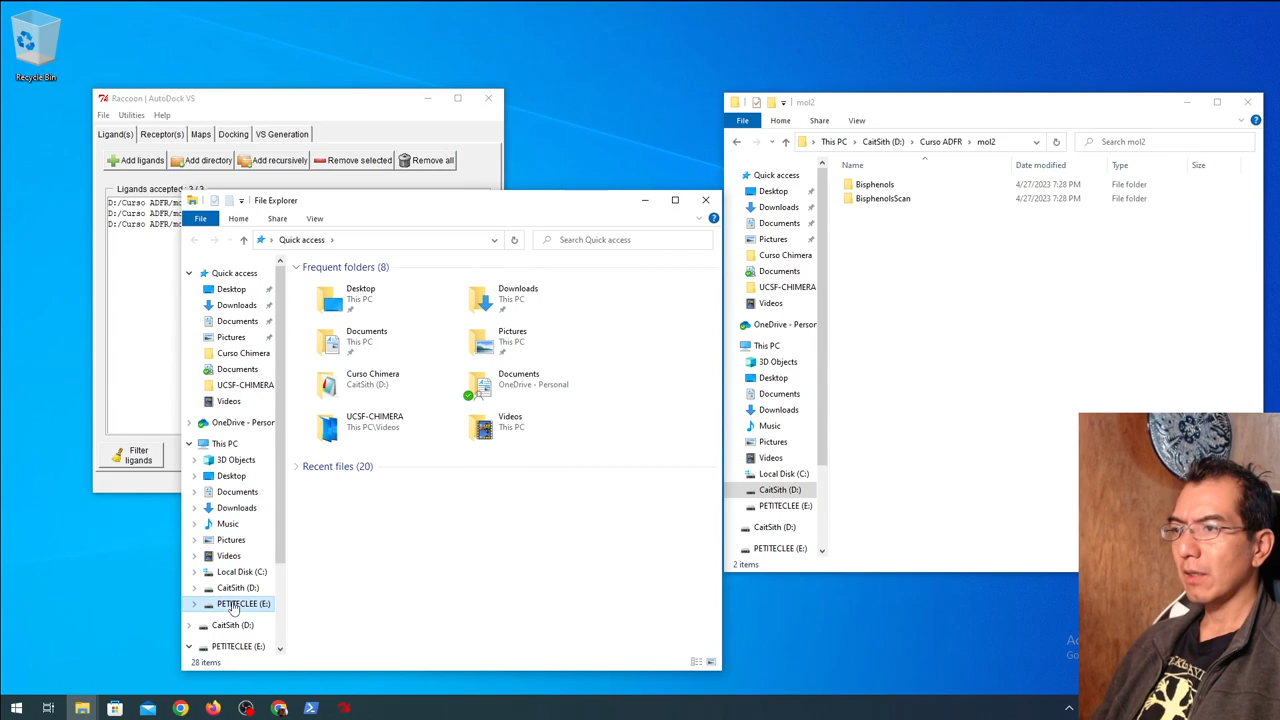 Recycle Bin
Raccoon | AutoDock VS
File Utilities Help
Ligand(s) Receptor(s) Maps Docking VS Generation
Add ligands Add directory Add recursively Remove selected Remove all
Ligands accepted : 3 / 3
D:/Curso ADFR/mo
D:/Curso ADFR/mo
D:/Curso ADFR/mo
Filter
ligands
File Explorer
File Home Share View
Quick access
Search Quick access
Quick access
Desktop
Downloads
Documents
Pictures
Curso Chimera
Documents
UCSF-CHIMERA
Videos
OneDrive - Person
This PC
3D Objects
Desktop
Documents
Downloads
Music
Pictures
Videos
Local Disk (C:)
CaitSith (D:)
PETITECLEE (E:)
CaitSith (D:)
PETITECLEE (E:)
Frequent folders (8)
Desktop
This PC
Downloads
This PC
Documents
This PC
Pictures
This PC
Curso Chimera
CaitSith (D:)
Documents
OneDrive - Personal
UCSF-CHIMERA
This PC\Videos
Videos
This PC
Recent files (20)
28 items
mol2
File Home Share View
This PC CaitSith (D:) Curso ADFR mol2
Search mol2
Quick access
Desktop
Downloads
Documents
Pictures
Curso Chimera
Documents
UCSF-CHIMERA
Videos
OneDrive - Person
This PC
3D Objects
Desktop
Documents
Downloads
Music
Pictures
Videos
Local Disk (C:)
CaitSith (D:)
PETITECLEE (E:)
CaitSith (D:)
PETITECLEE (E:)
Name Date modified Type Size
Bisphenols 4/27/2023 7:28 PM File folder
BisphenolsScan 4/27/2023 7:28 PM File folder
2 items